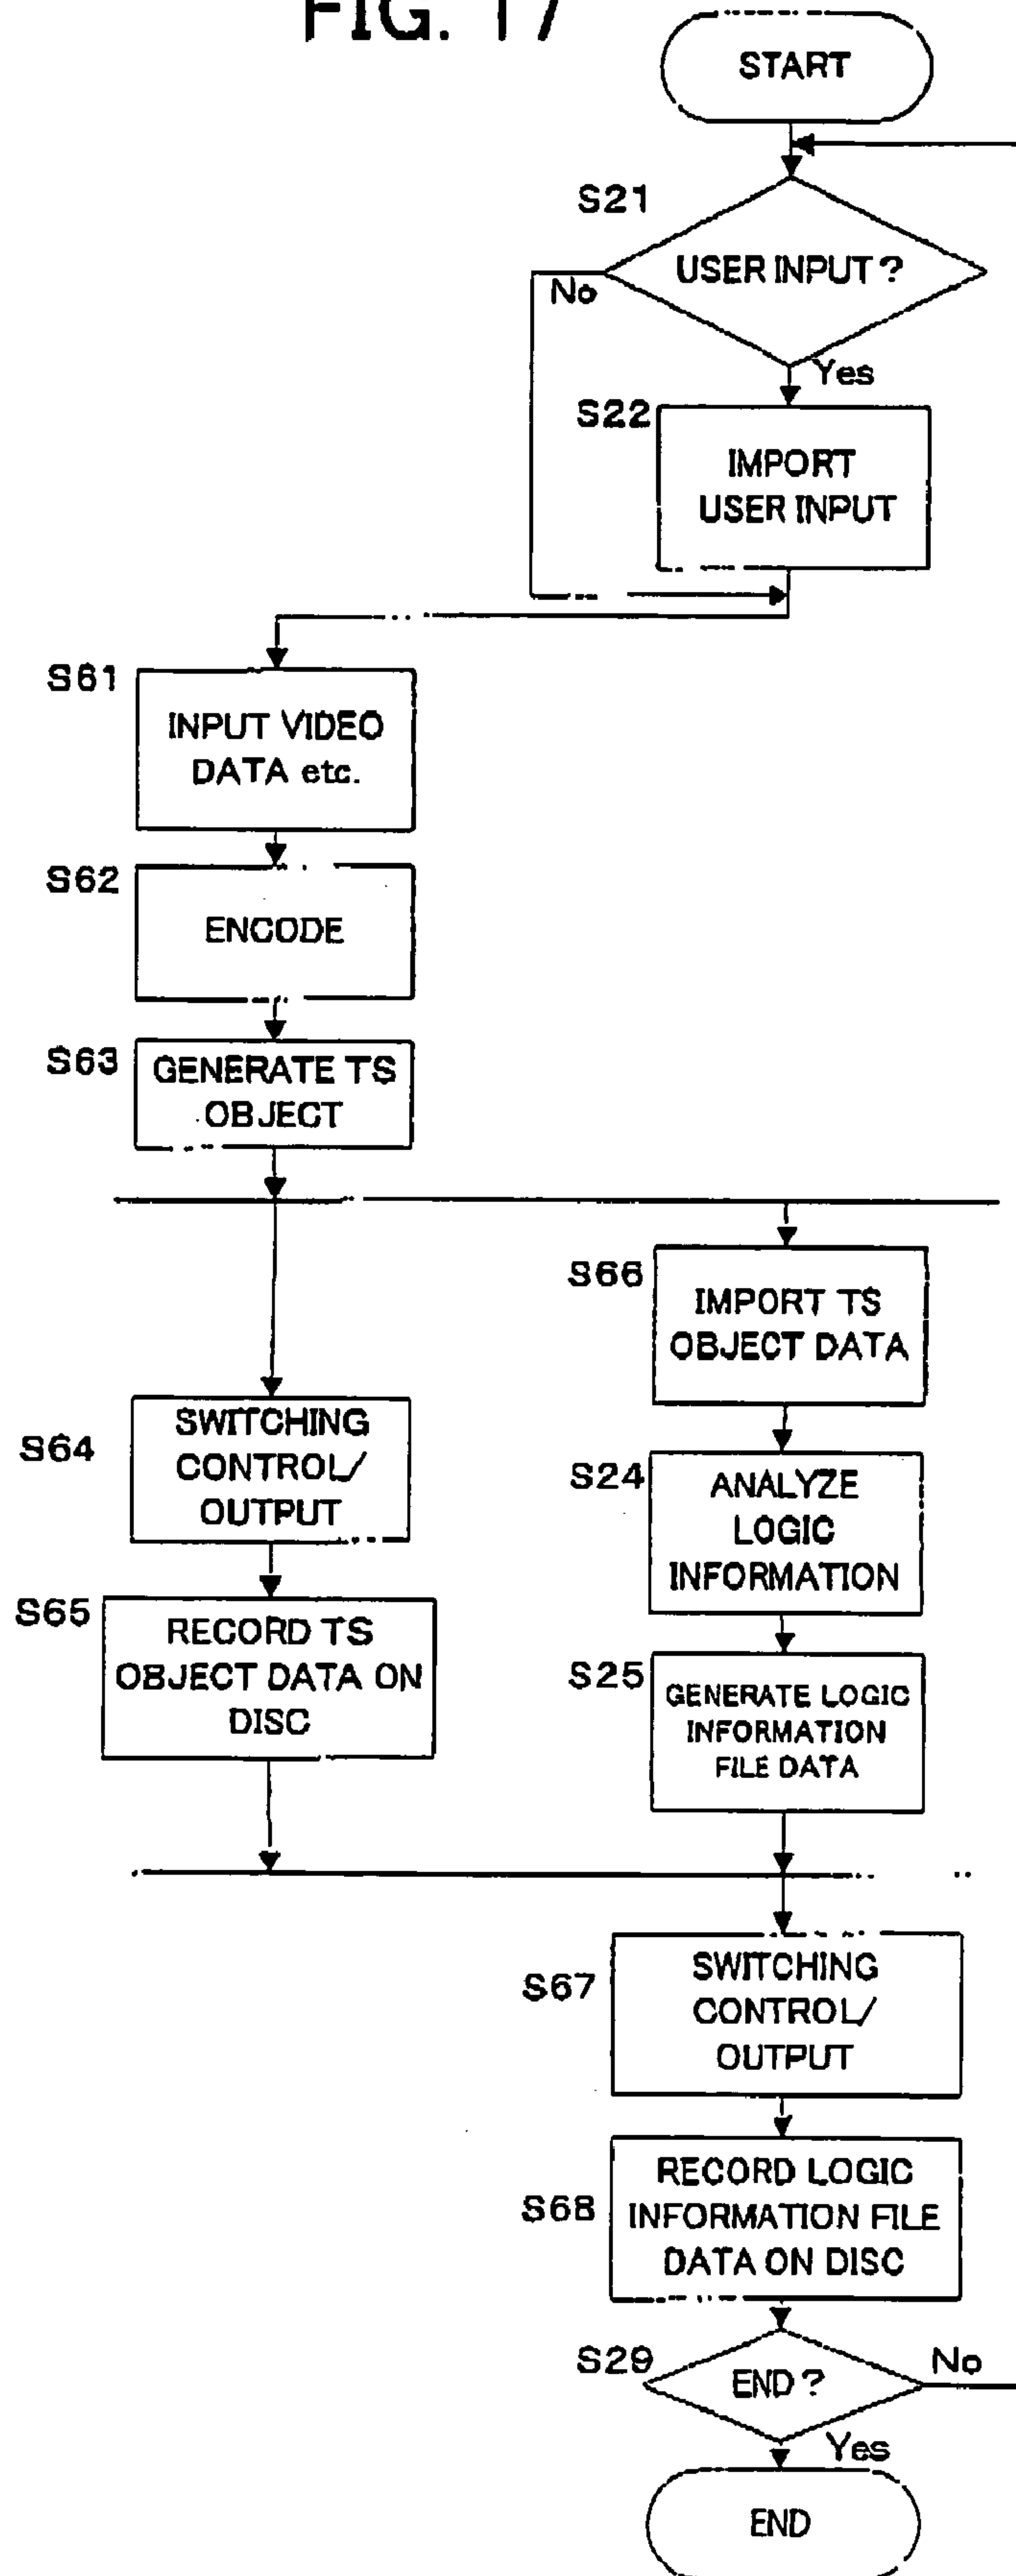 FIG. 17
START
S21
USER INPUT?
No
Yes
S22
IMPORT
USER INPUT
S61
INPUT VIDEO
DATA etc.
S62
ENCODE
S63
GENERATE TS
OBJECT
S66
IMPORT TS
OBJECT DATA
S64
SWITCHING
CONTROL/
OUTPUT
S24
ANALYZE
LOGIC
INFORMATION
S65
RECORD TS
OBJECT DATA ON
DISC
S25
GENERATE LOGIC
INFORMATION
FILE DATA
S67
SWITCHING
CONTROL/
OUTPUT
S68
RECORD LOGIC
INFORMATION FILE
DATA ON DISC
S29
END?
No
Yes
END